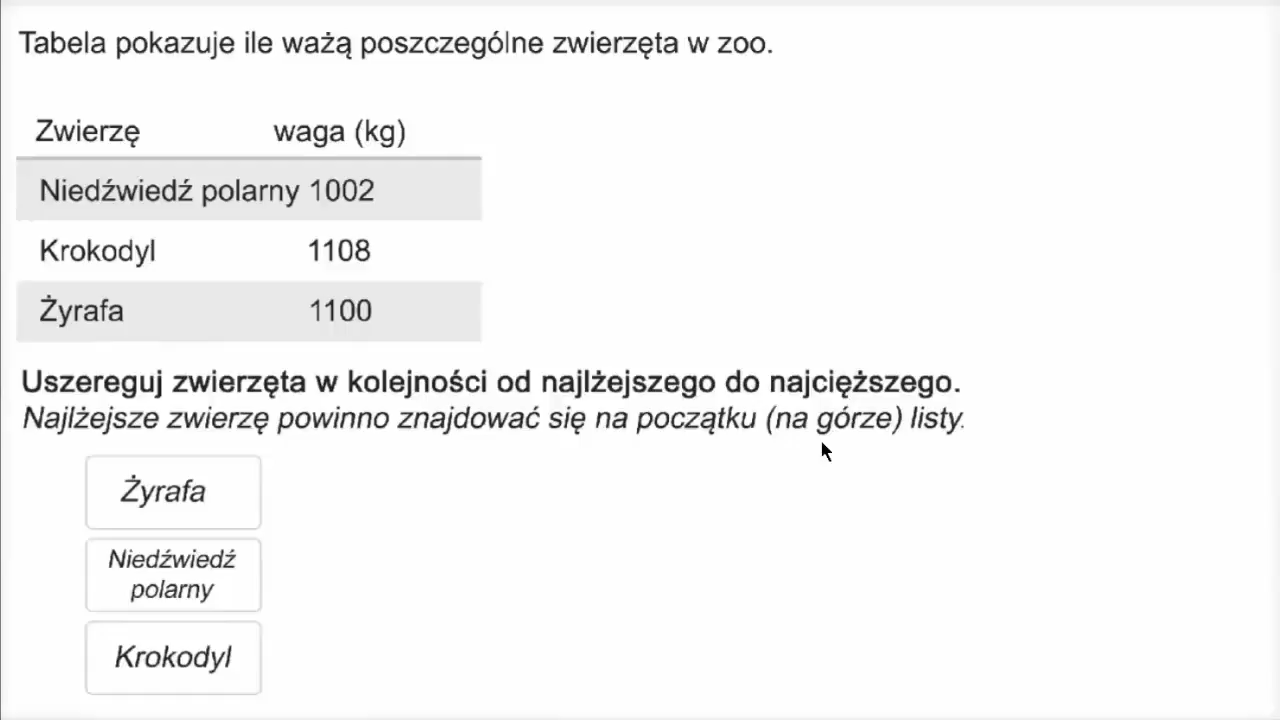 Tabela pokazuje ile ważą poszczególne zwierzęta w zoo.
Zwierzę waga (kg)
Niedźwiedź polarny 1002
Krokodyl 1108
Żyrafa 1100
Uszereguj zwierzęta w kolejności od najlżejszego do najcięższego.
Najlżejsze zwierzę powinno znajdować się na początku (na górze) listy.
Żyrafa
Niedźwiedź
polarny
Krokodyl